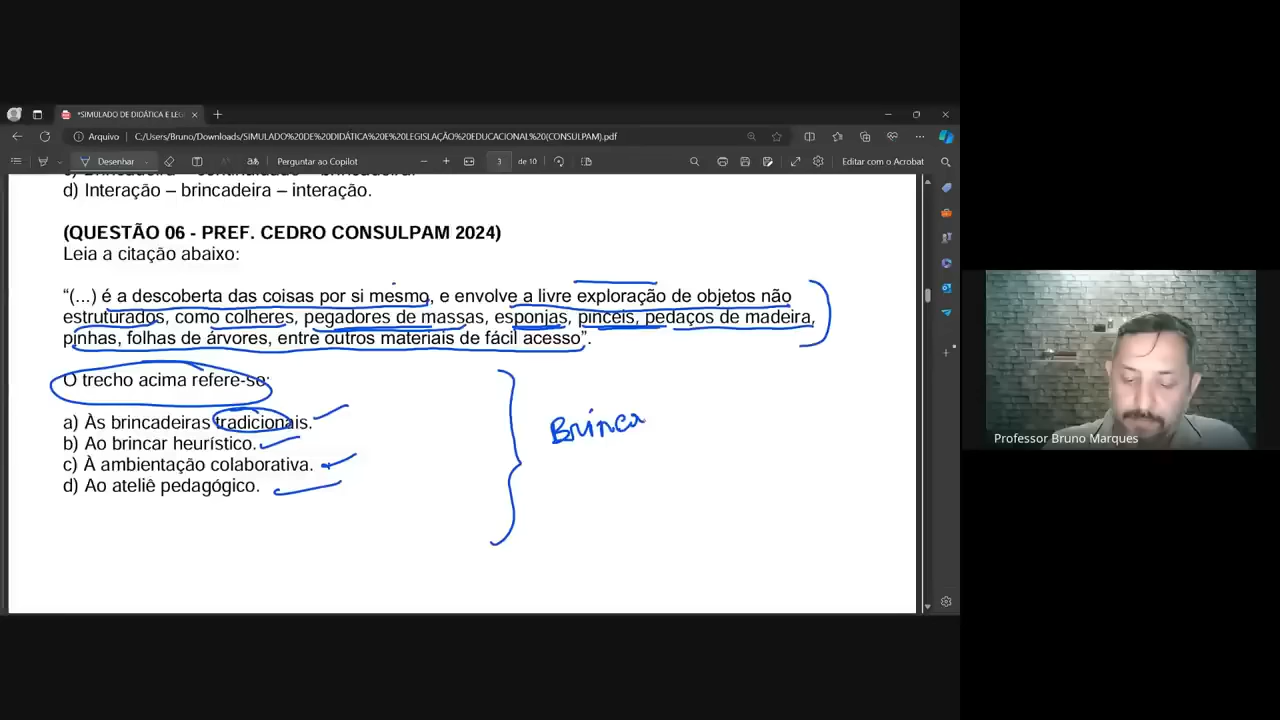 *SIMULADO DE DIDÁTICA E LEG
Arquivo C:/Users/Bruno/Downloads/SIMULADO%20DE%20DIDÁTICA%20E%20LEGISLAÇÃO%20EDUCACIONAL%20(CONSULPAM).pdf
Desenhar Perguntar ao Copilot 3 de 10 Editar com o Acrobat
d) Interação – brincadeira – interação.
(QUESTÃO 06 - PREF. CEDRO CONSULPAM 2024)
Leia a citação abaixo:
“(...) é a descoberta das coisas por si mesmo, e envolve a livre exploração de objetos não
estruturados, como colheres, pegadores de massas, esponjas, pinceis, pedaços de madeira,
pinhas, folhas de árvores, entre outros materiais de fácil acesso”.
O trecho acima refere-se:
a) Às brincadeiras tradicionais.
b) Ao brincar heurístico.
c) À ambientação colaborativa.
d) Ao ateliê pedagógico.
Brinca
Professor Bruno Marques